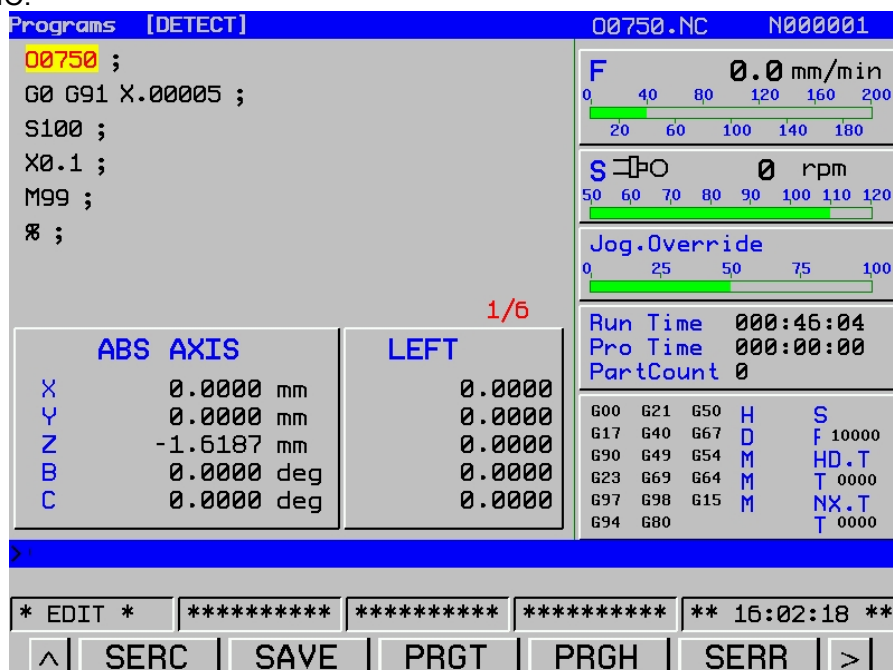 Programs [DETECT] O0750.NC N000001
O0750 ;
G0 G91 X.00005 ;
S100 ;
X0.1 ;
M99 ;
% ;
1/6
F 0.0 mm/min
0 40 80 120 160 200
20 60 100 140 180
S 0 rpm
50 60 70 80 90 100 110 120
Jog.Override
0 25 50 75 100
Run Time 000:46:04
Pro Time 000:00:00
PartCount 0
ABS AXIS LEFT
X 0.0000 mm 0.0000
Y 0.0000 mm 0.0000
Z -1.6187 mm 0.0000
B 0.0000 deg 0.0000
C 0.0000 deg 0.0000
G00 G21 G50 H S
G17 G40 G67 D F 10000
G90 G49 G54 M HD.T
G23 G69 G64 M T 0000
G97 G98 G15 M NX.T
G94 G80 T 0000
>
* EDIT * ********** ********** ********** ** 16:02:18 **
^ SERC SAVE PRGT PRGH SERR >